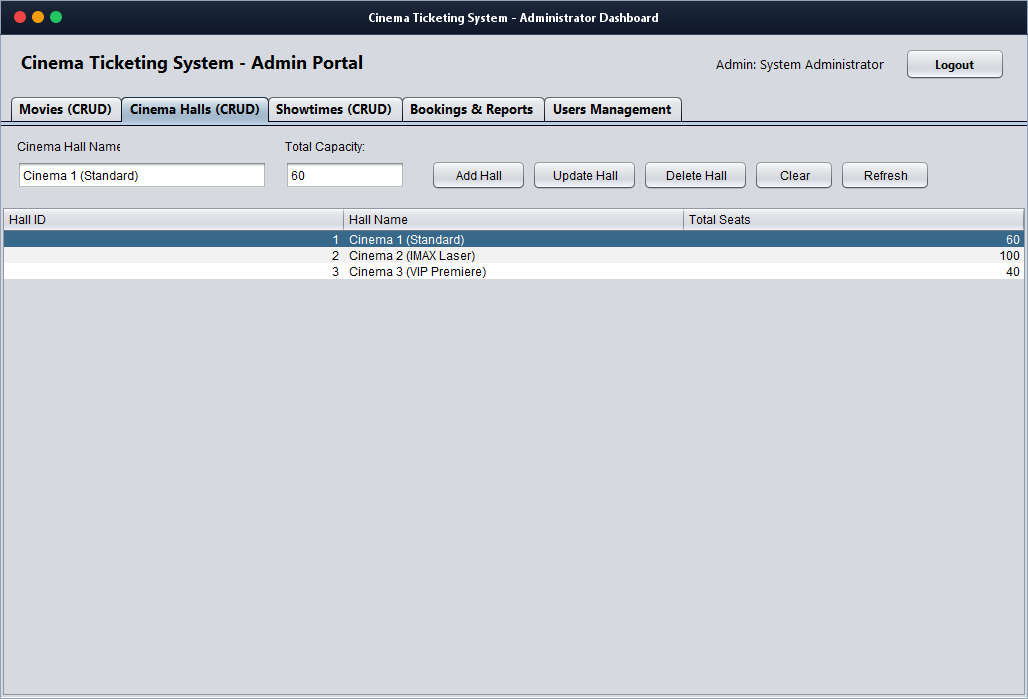 Cinema Ticketing System - Administrator Dashboard
Cinema Ticketing System - Admin Portal
Admin: System Administrator
Logout
Movies (CRUD) Cinema Halls (CRUD) Showtimes (CRUD) Bookings & Reports Users Management
Cinema Hall Name Total Capacity:
Cinema 1 (Standard) 60 Add Hall Update Hall Delete Hall Clear Refresh
Hall ID Hall Name Total Seats
1 Cinema 1 (Standard) 60
2 Cinema 2 (IMAX Laser) 100
3 Cinema 3 (VIP Premiere) 40